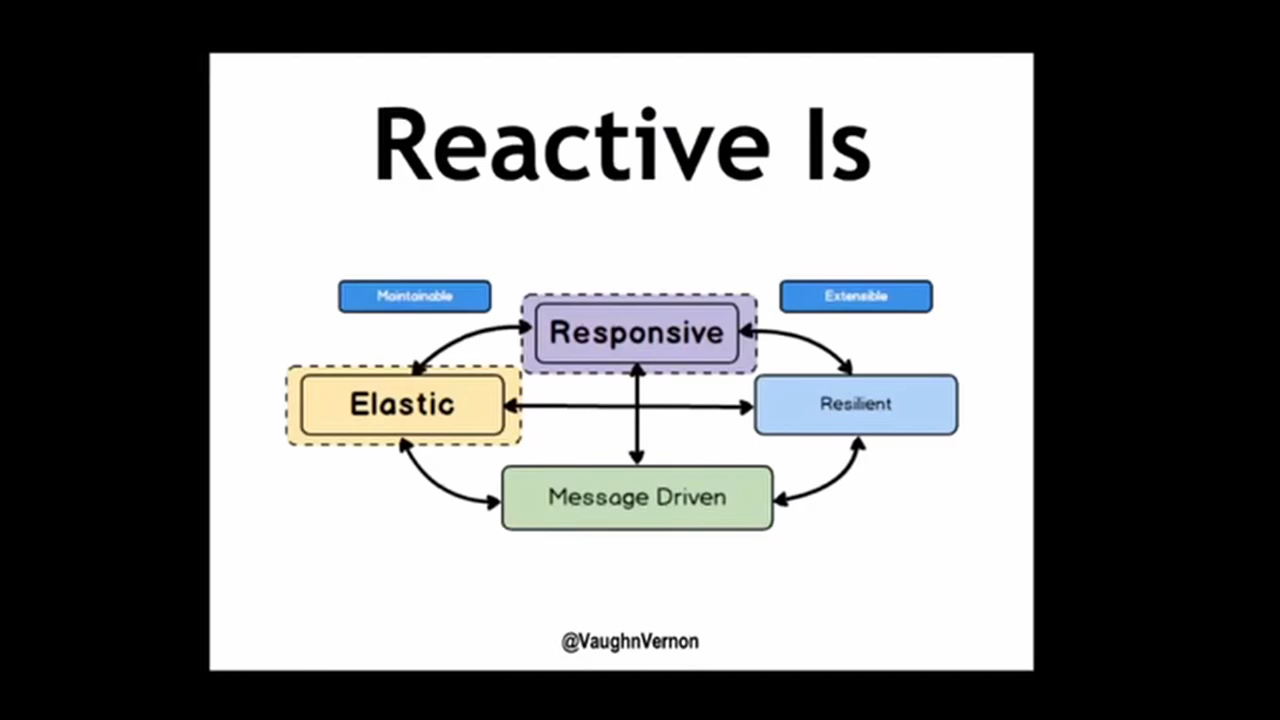 Reactive Is
Maintainable
Extensible
Responsive
Elastic
Resilient
Message Driven
@VaughnVernon